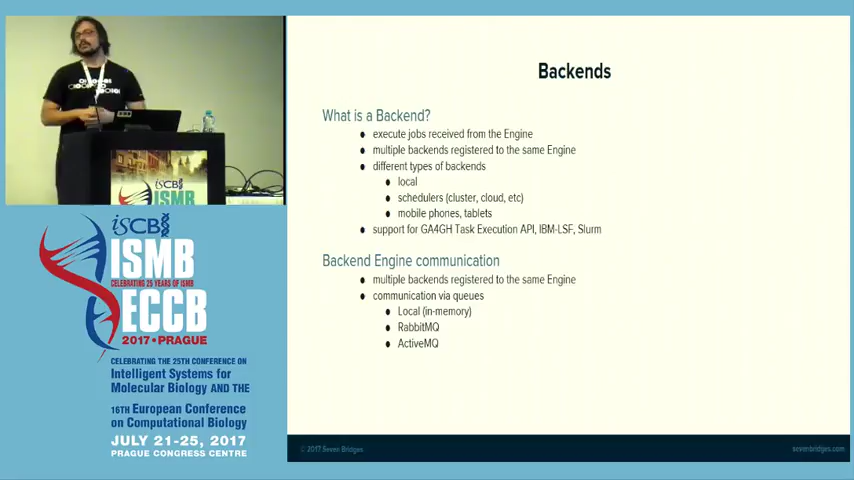 Backends
What is a Backend?
execute jobs received from the Engine
multiple backends registered to the same Engine
different types of backends
local
schedulers (cluster, cloud, etc)
mobile phones, tablets
support for GA4GH Task Execution API, IBM-LSF, Slurm
Backend Engine communication
multiple backends registered to the same Engine
communication via queues
Local (in-memory)
RabbitMQ
ActiveMQ
© 2017 Seven Bridges
sevenbridges.com
iSCB
ISMB
iSCB
ISMB
CELEBRATING 25 YEARS OF ISMB
ECCB
2017 • PRAGUE
CELEBRATING THE 25TH CONFERENCE ON
Intelligent Systems for
Molecular Biology AND THE
16TH European Conference
on Computational Biology
JULY 21-25, 2017
PRAGUE CONGRESS CENTRE